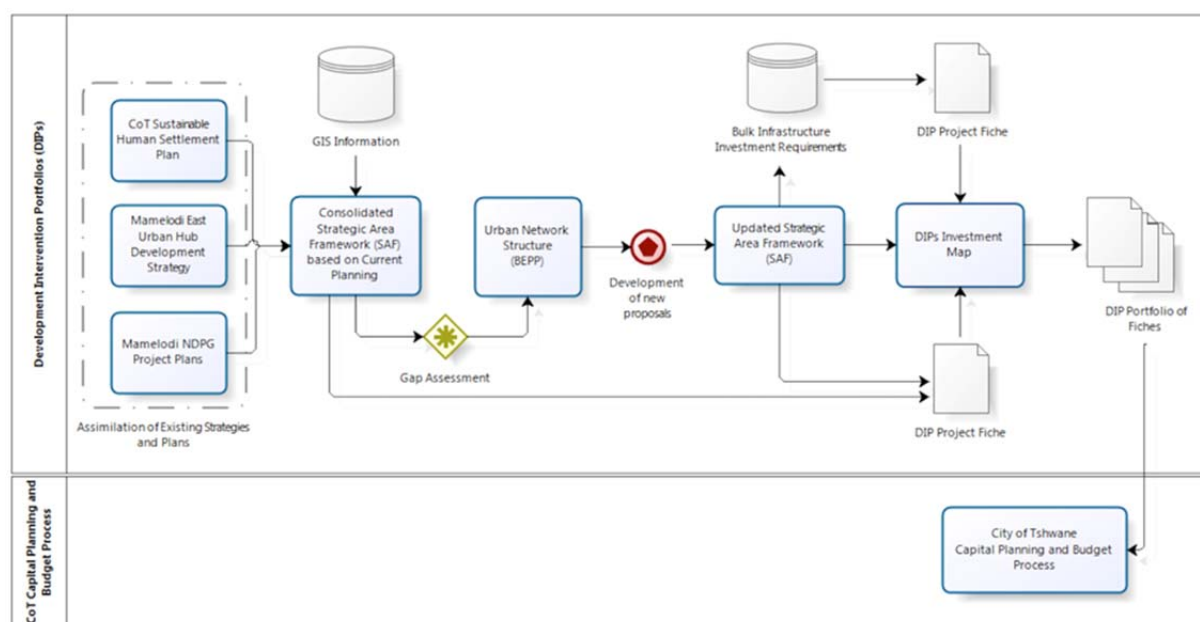 Development Intervention Portfolios (DIPs)
CoT Sustainable
Human Settlement
Plan
Mamelodi East
Urban Hub
Development
Strategy
Mamelodi NDPG
Project Plans
Assimilation of Existing Strategies
and Plans
GIS Information
Consolidated
Strategic Area
Framework (SAF)
based on Current
Planning
Gap Assessment
Urban Network
Structure
(BEPP)
Development
of new
proposals
Bulk Infrastructure
Investment Requirements
Updated Strategic
Area Framework
(SAF)
DIP Project Fiche
DIPs Investment
Map
DIP Project Fiche
DIP Portfolio of
Fiches
CoT Capital Planning and
Budget Process
City of Tshwane
Capital Planning and Budget
Process